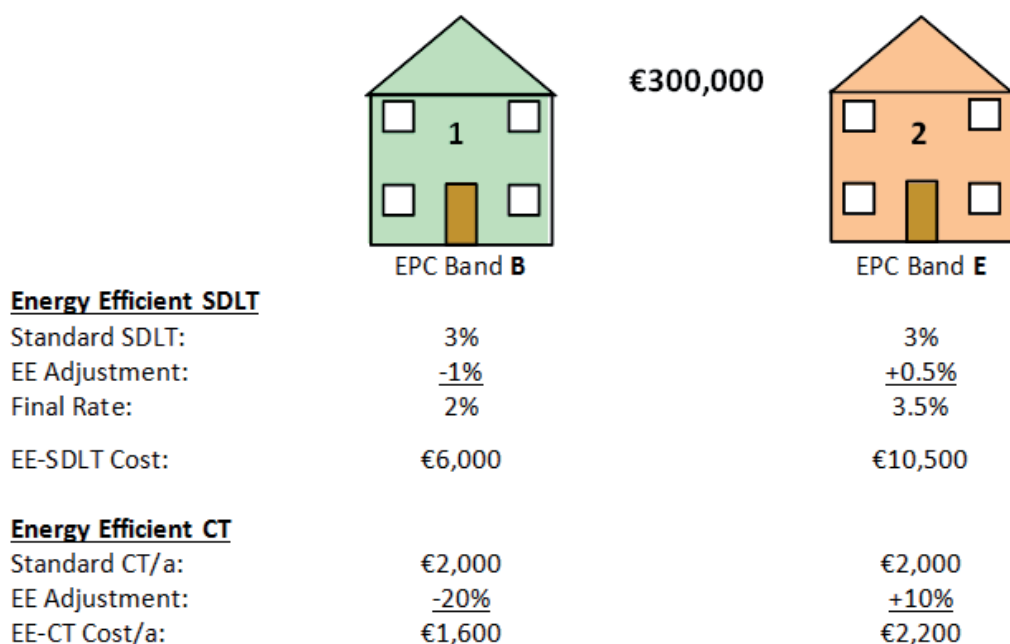 €300,000
1 2
EPC Band B EPC Band E
Energy Efficient SDLT
Standard SDLT: 3% 3%
EE Adjustment: -1% +0.5%
Final Rate: 2% 3.5%
EE-SDLT Cost: €6,000 €10,500
Energy Efficient CT
Standard CT/a: €2,000 €2,000
EE Adjustment: -20% +10%
EE-CT Cost/a: €1,600 €2,200